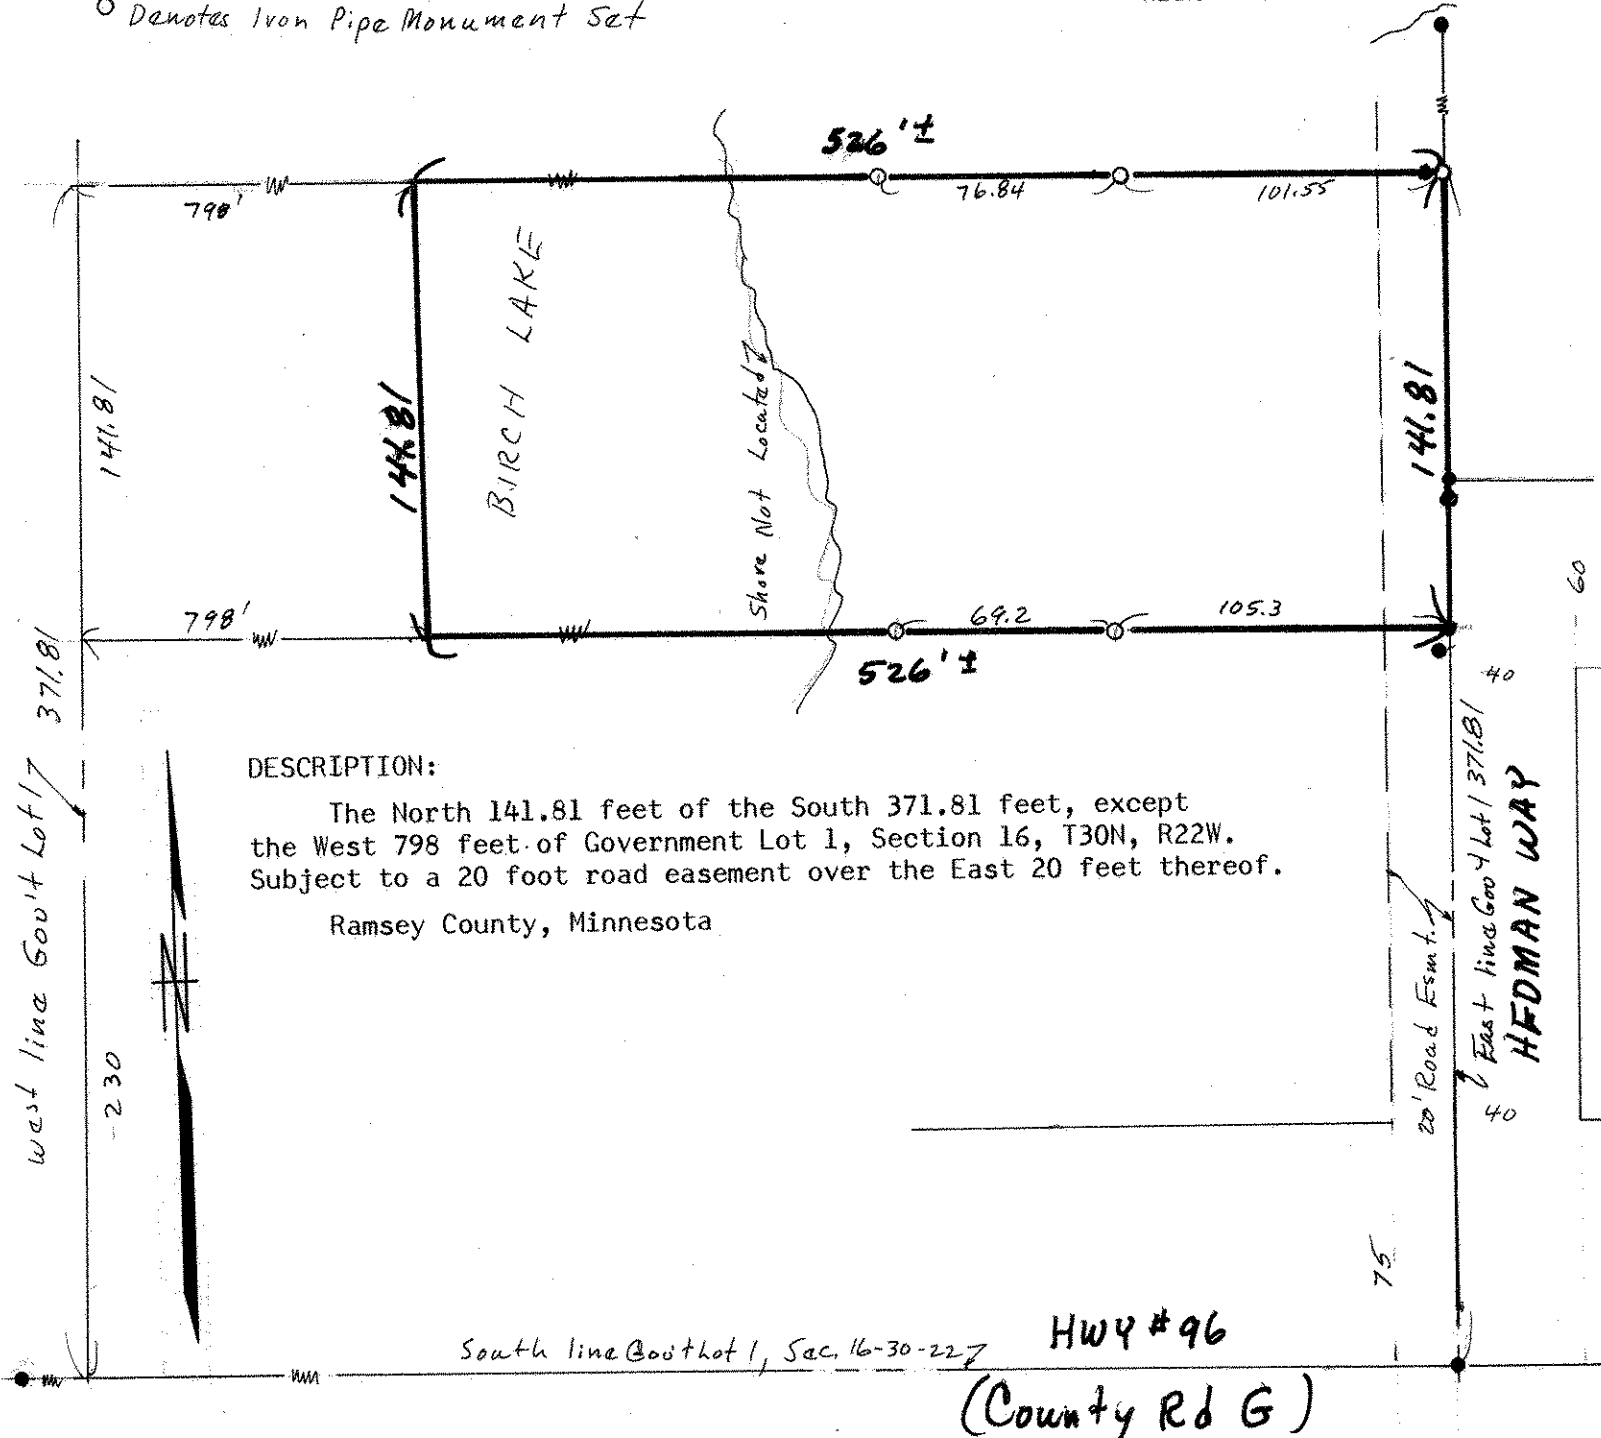 O Denotes Iron Pipe Monument Set
526'±
798'
76.84
101.55
141.81
141.81
BIRCH LAKE
Shore Not Located
141.81
60
798'
69.2
105.3
526'±
371.81
40
West line Gov't Lot 1
DESCRIPTION:
The North 141.81 feet of the South 371.81 feet, except
the West 798 feet of Government Lot 1, Section 16, T30N, R22W.
Subject to a 20 foot road easement over the East 20 feet thereof.
Ramsey County, Minnesota
N
230
20' Road Esmt.
East line Gov't Lot 1 371.81
HEDMAN WAY
40
75
South line Gov't Lot 1, Sec. 16-30-22
HWY #96
(County Rd G)